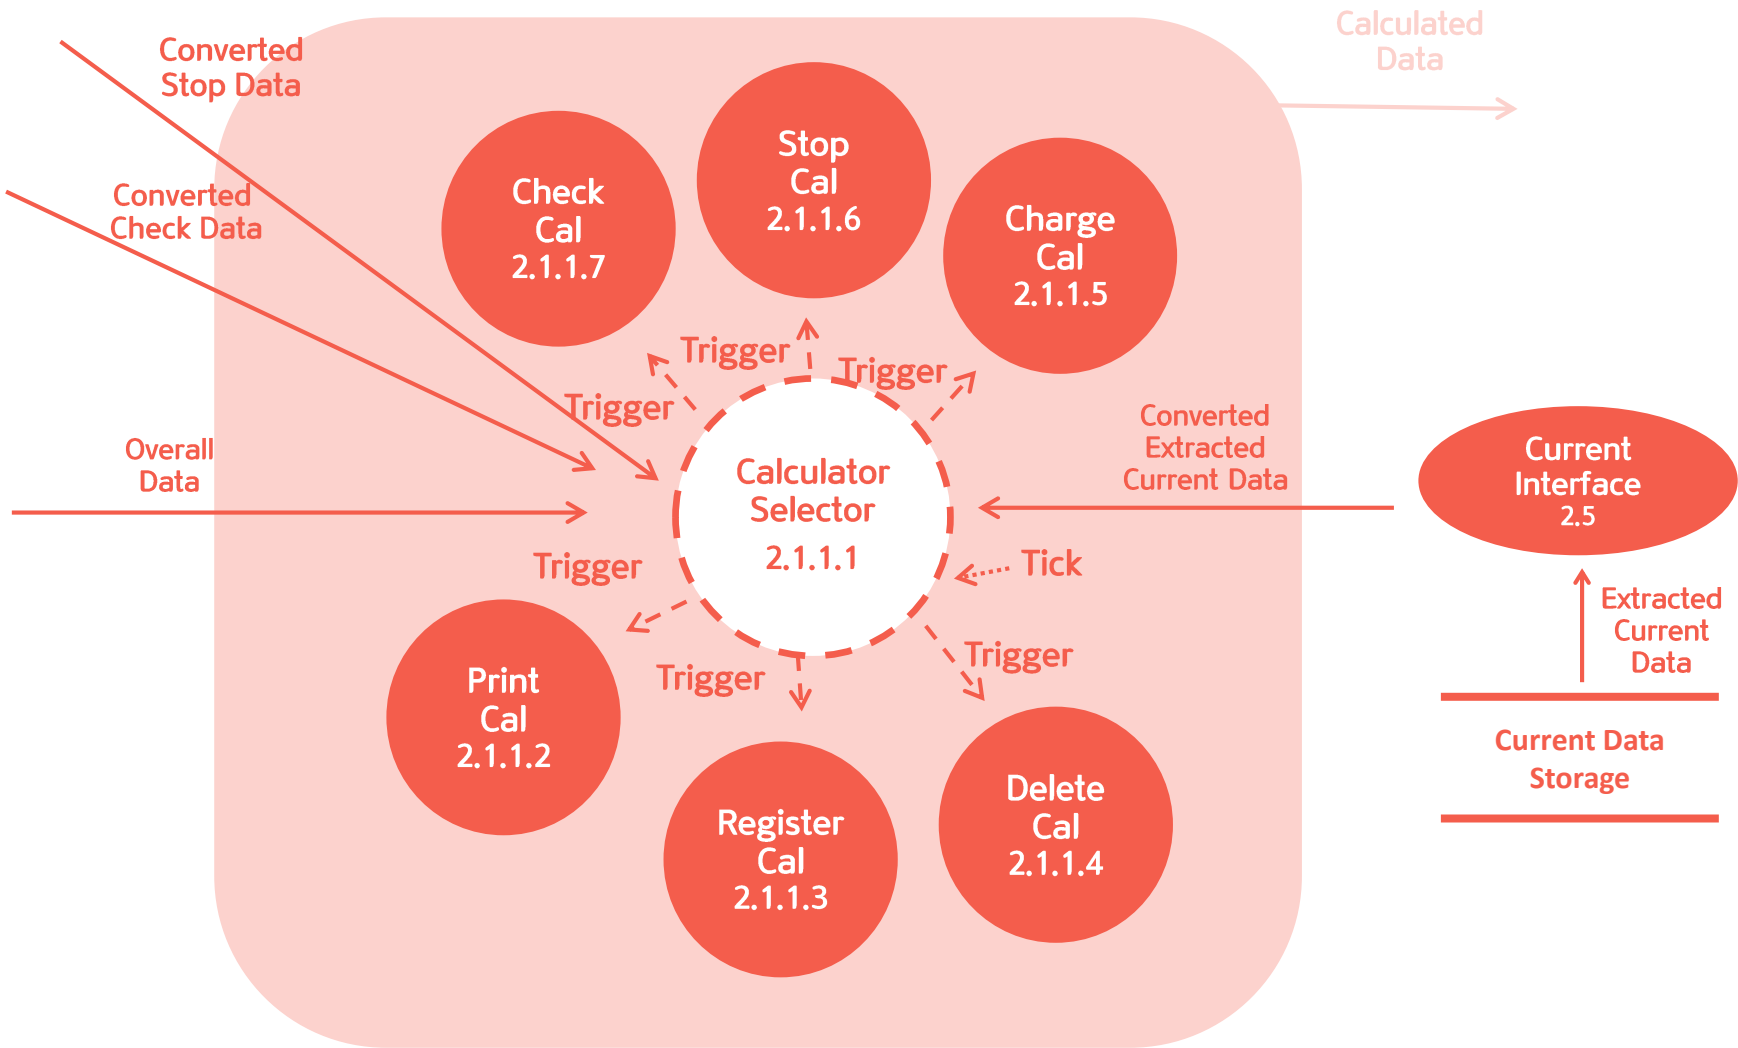 Converted
Stop Data
Calculated
Data
Converted
Check Data
Check
Cal
2.1.1.7
Stop
Cal
2.1.1.6
Charge
Cal
2.1.1.5
Trigger
Trigger
Trigger
Overall
Data
Calculator
Selector
2.1.1.1
Converted
Extracted
Current Data
Current
Interface
2.5
Trigger
Tick
Extracted
Current
Data
Trigger
Trigger
Print
Cal
2.1.1.2
Register
Cal
2.1.1.3
Delete
Cal
2.1.1.4
Current Data
Storage